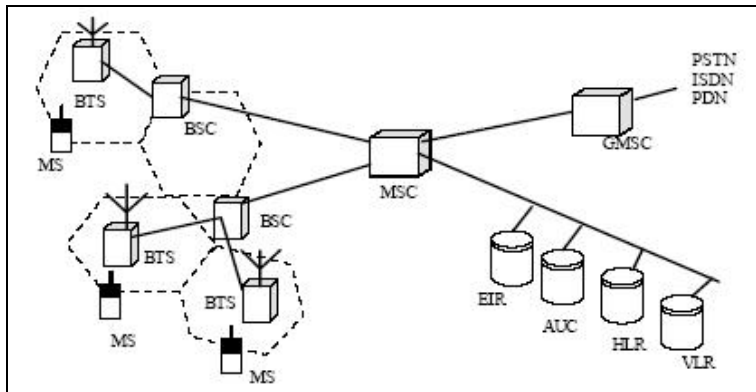 PSTN
ISDN
PDN
BTS
BSC
GMSC
MS
MSC
BSC
BTS
BTS
EIR
AUC
HLR
VLR
MS
MS